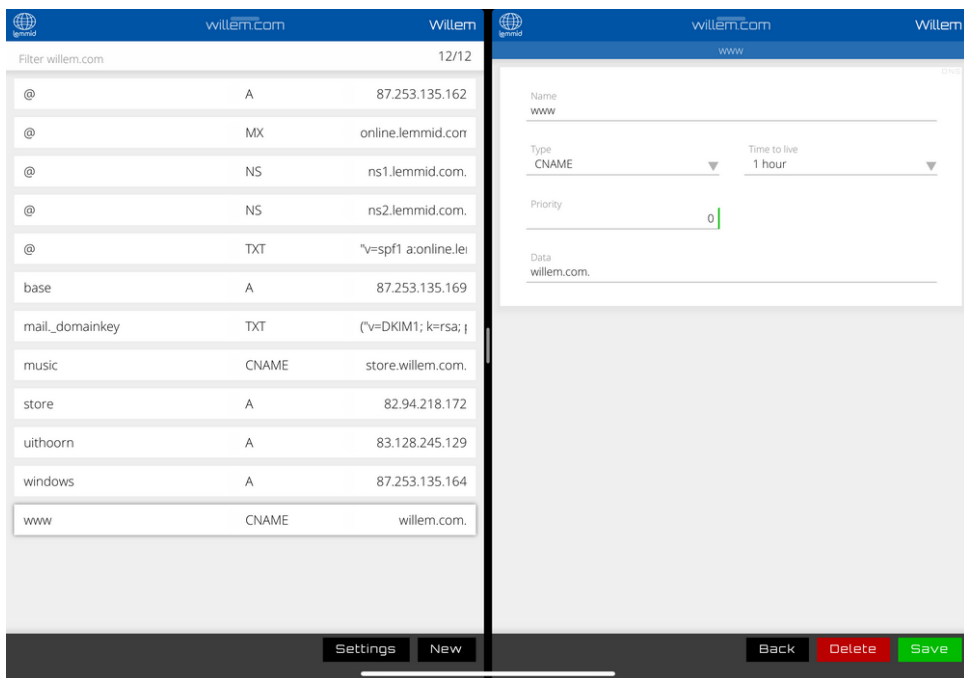 lemmid
willem.com
Willem
Filter willem.com
12/12
@ A 87.253.135.162
@ MX online.lemmid.com
@ NS ns1.lemmid.com.
@ NS ns2.lemmid.com.
@ TXT "v=spf1 a:online.ler
base A 87.253.135.169
mail._domainkey TXT ("v=DKIM1; k=rsa; p
music CNAME store.willem.com.
store A 82.94.218.172
uithoorn A 83.128.245.129
windows A 87.253.135.164
www CNAME willem.com.
Settings New
lemmid
willem.com
Willem
www
DNS
Name
www
Type Time to live
CNAME 1 hour
Priority
0
Data
willem.com.
Back Delete Save